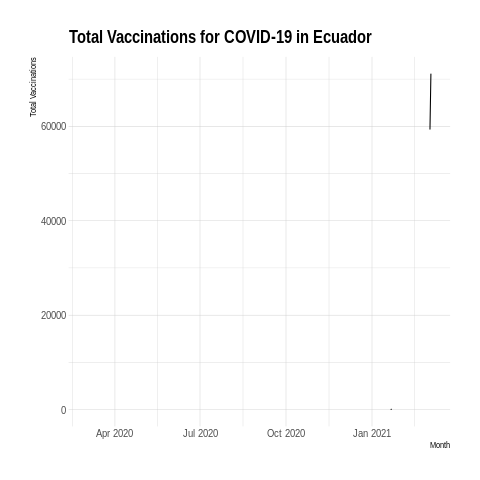 Total Vaccinations for COVID-19 in Ecuador
Total Vaccinations
60000
40000
20000
0
Apr 2020
Jul 2020
Oct 2020
Jan 2021
Month